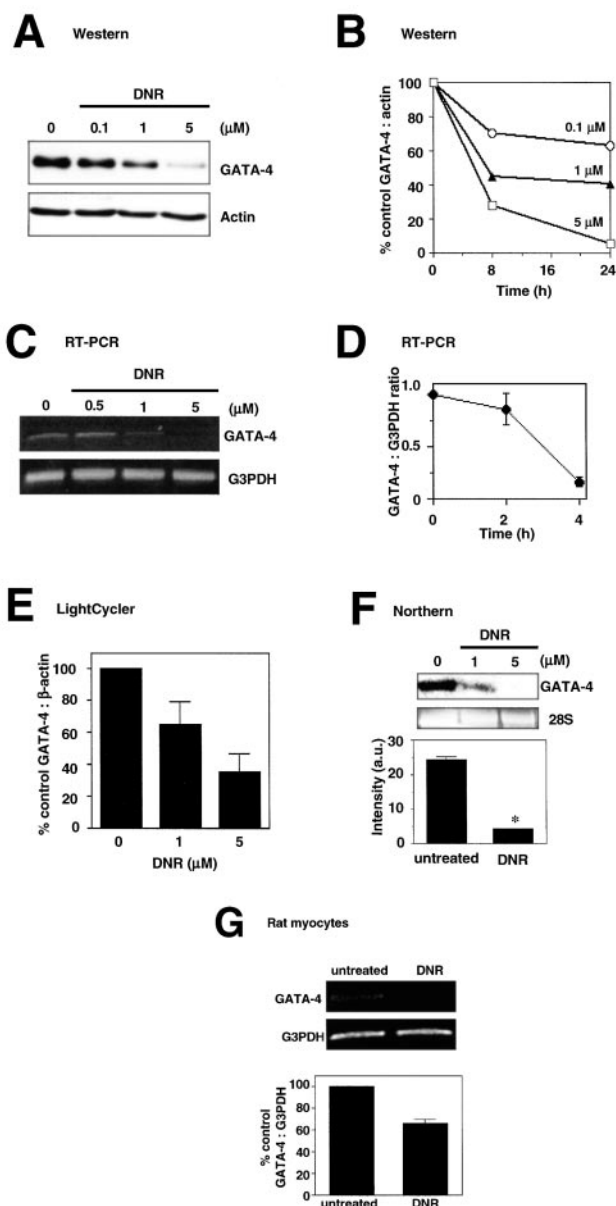 A Western
DNR
0 0.1 1 5 (μM)
GATA-4
Actin
B Western
% control GATA-4 : actin
100
80
60
40
20
0
0.1 μM
1 μM
5 μM
0 8 16 24
Time (h)
C RT-PCR
DNR
0 0.5 1 5 (μM)
GATA-4
G3PDH
D RT-PCR
GATA-4 : G3PDH ratio
1.0
0.5
0
0 2 4
Time (h)
E LightCycler
% control GATA-4 : β-actin
100
80
60
40
20
0
0 1 5
DNR (μM)
F Northern
DNR
0 1 5 (μM)
GATA-4
28S
Intensity (a.u.)
30
20
10
0
*
untreated DNR
G Rat myocytes
untreated DNR
GATA-4
G3PDH
% control
GATA-4 : G3PDH
100
80
60
40
20
0
untreated DNR